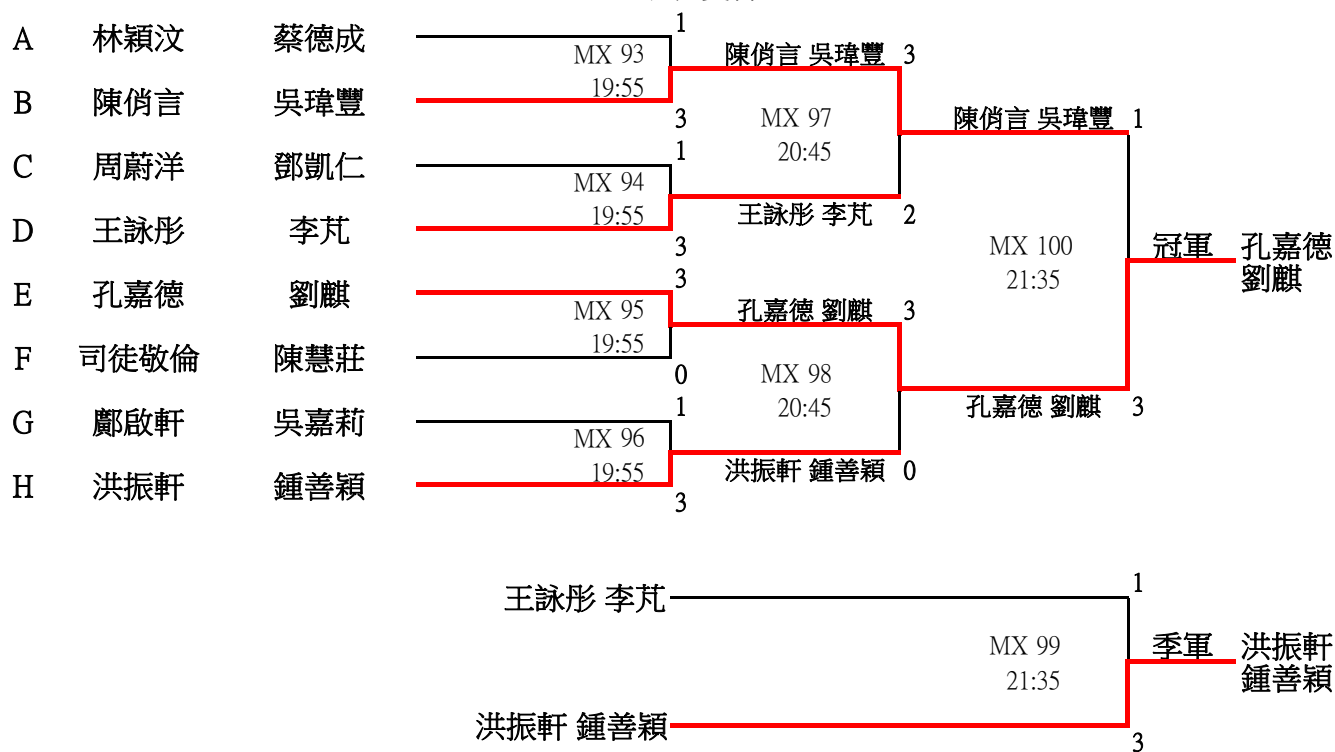 1
A 林穎汶 蔡德成
MX 93
陳俏言 吳瑋豐 3
19:55
B 陳俏言 吳瑋豐
3
MX 97
陳俏言 吳瑋豐 1
1
20:45
C 周蔚洋 鄧凱仁
MX 94
19:55
王詠彤 李芃 2
D 王詠彤 李芃
3
MX 100
冠軍 孔嘉德
劉麒
21:35
3
E 孔嘉德 劉麒
MX 95
孔嘉德 劉麒 3
19:55
F 司徒敬倫 陳慧莊
0
MX 98
20:45
孔嘉德 劉麒 3
1
G 鄺啟軒 吳嘉莉
MX 96
19:55
洪振軒 鍾善穎 0
H 洪振軒 鍾善穎
3
1
王詠彤 李芃
MX 99
21:35
季軍 洪振軒
鍾善穎
洪振軒 鍾善穎
3